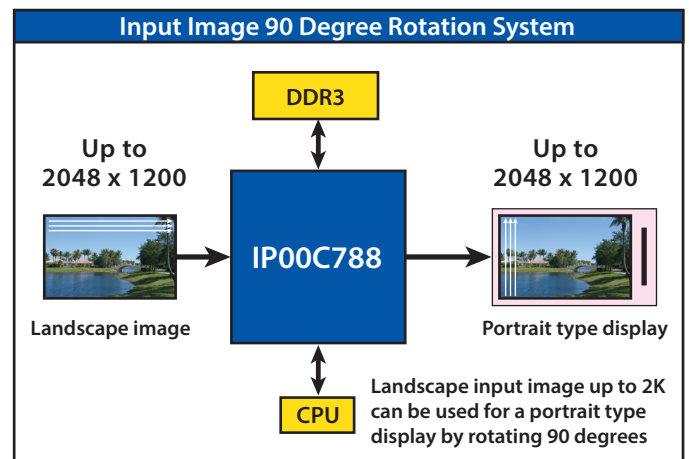 Input Image 90 Degree Rotation System
DDR3
Up to
2048 x 1200
Up to
2048 x 1200
IP00C788
Landscape image
Portrait type display
CPU
Landscape input image up to 2K
can be used for a portrait type
display by rotating 90 degrees